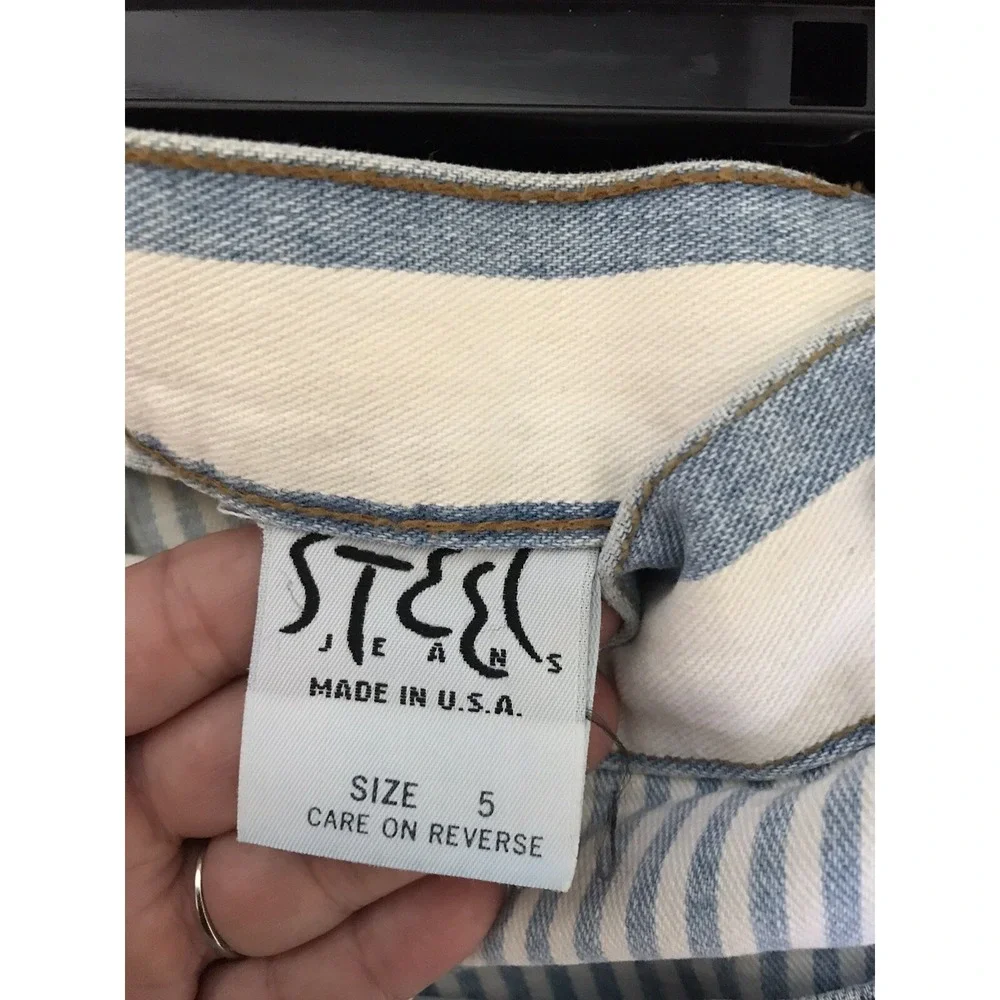 STEEL
JEANS
MADE IN U.S.A.
SIZE 5
CARE ON REVERSE